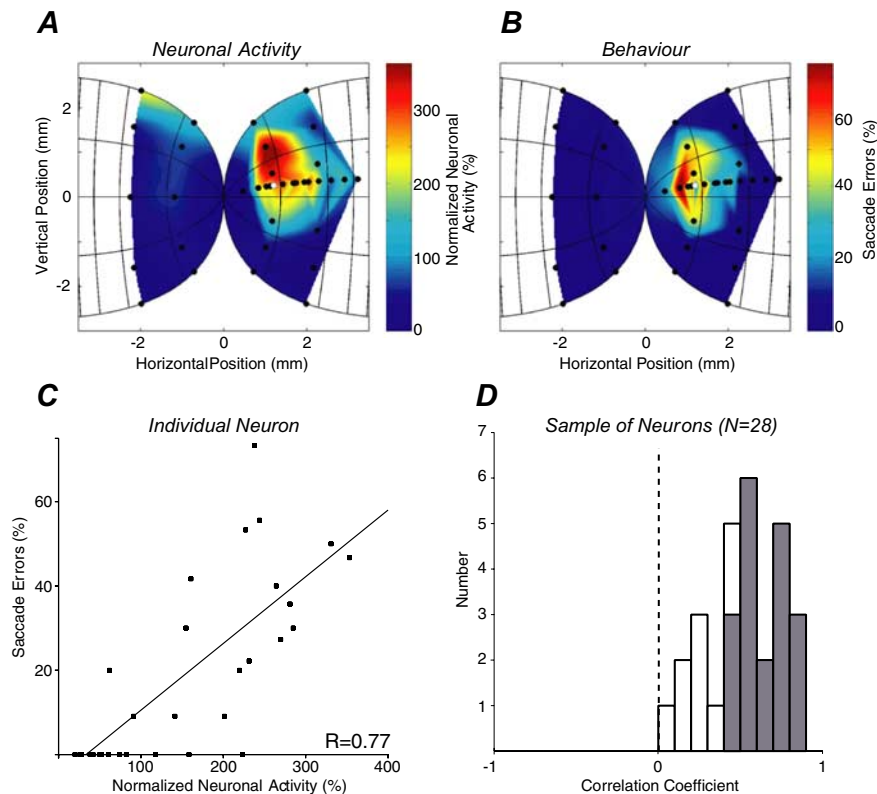 A
Neuronal Activity
Vertical Position (mm)
2
0
-2
-2 0 2
HorizontalPosition (mm)
300
200
100
0
Normalized Neuronal
Activity (%)
B
Behaviour
-2 0 2
Horizontal Position (mm)
60
40
20
0
Saccade Errors (%)
C
Individual Neuron
Saccade Errors (%)
60
40
20
R=0.77
100 200 300 400
Normalized Neuronal Activity (%)
D
Sample of Neurons (N=28)
Number
7
6
5
4
3
2
1
-1 0 1
Correlation Coefficient